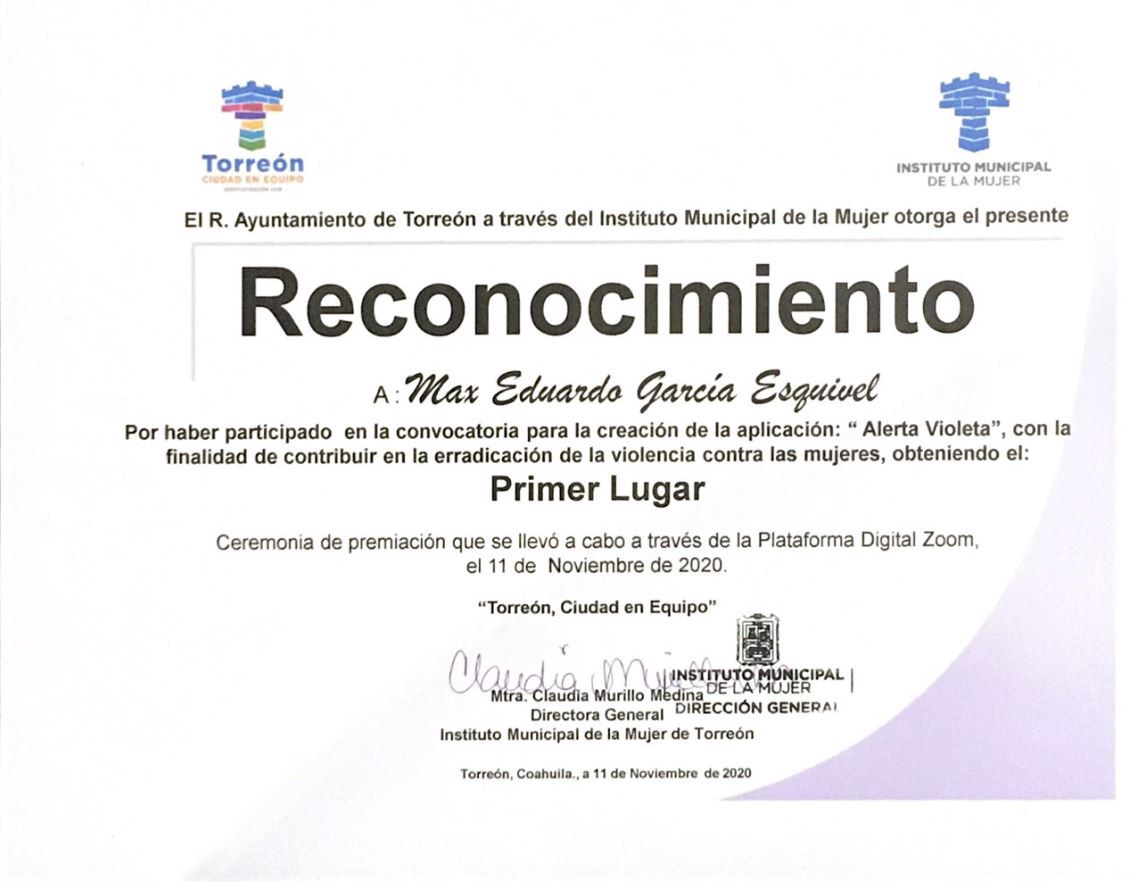 Torreón
CIUDAD EN EQUIPO
INSTITUTO MUNICIPAL
DE LA MUJER
El R. Ayuntamiento de Torreón a través del Instituto Municipal de la Mujer otorga el presente
Reconocimiento
A : Max Eduardo García Esquivel
Por haber participado en la convocatoria para la creación de la aplicación: “ Alerta Violeta”, con la
finalidad de contribuir en la erradicación de la violencia contra las mujeres, obteniendo el:
Primer Lugar
Ceremonia de premiación que se llevó a cabo a través de la Plataforma Digital Zoom,
el 11 de Noviembre de 2020.
“Torreón, Ciudad en Equipo”
Claudia Murillo
INSTITUTO MUNICIPAL
DE LA MUJER
DIRECCIÓN GENERAL
Mtra. Claudia Murillo Medina
Directora General
Instituto Municipal de la Mujer de Torreón
Torreón, Coahuila., a 11 de Noviembre de 2020